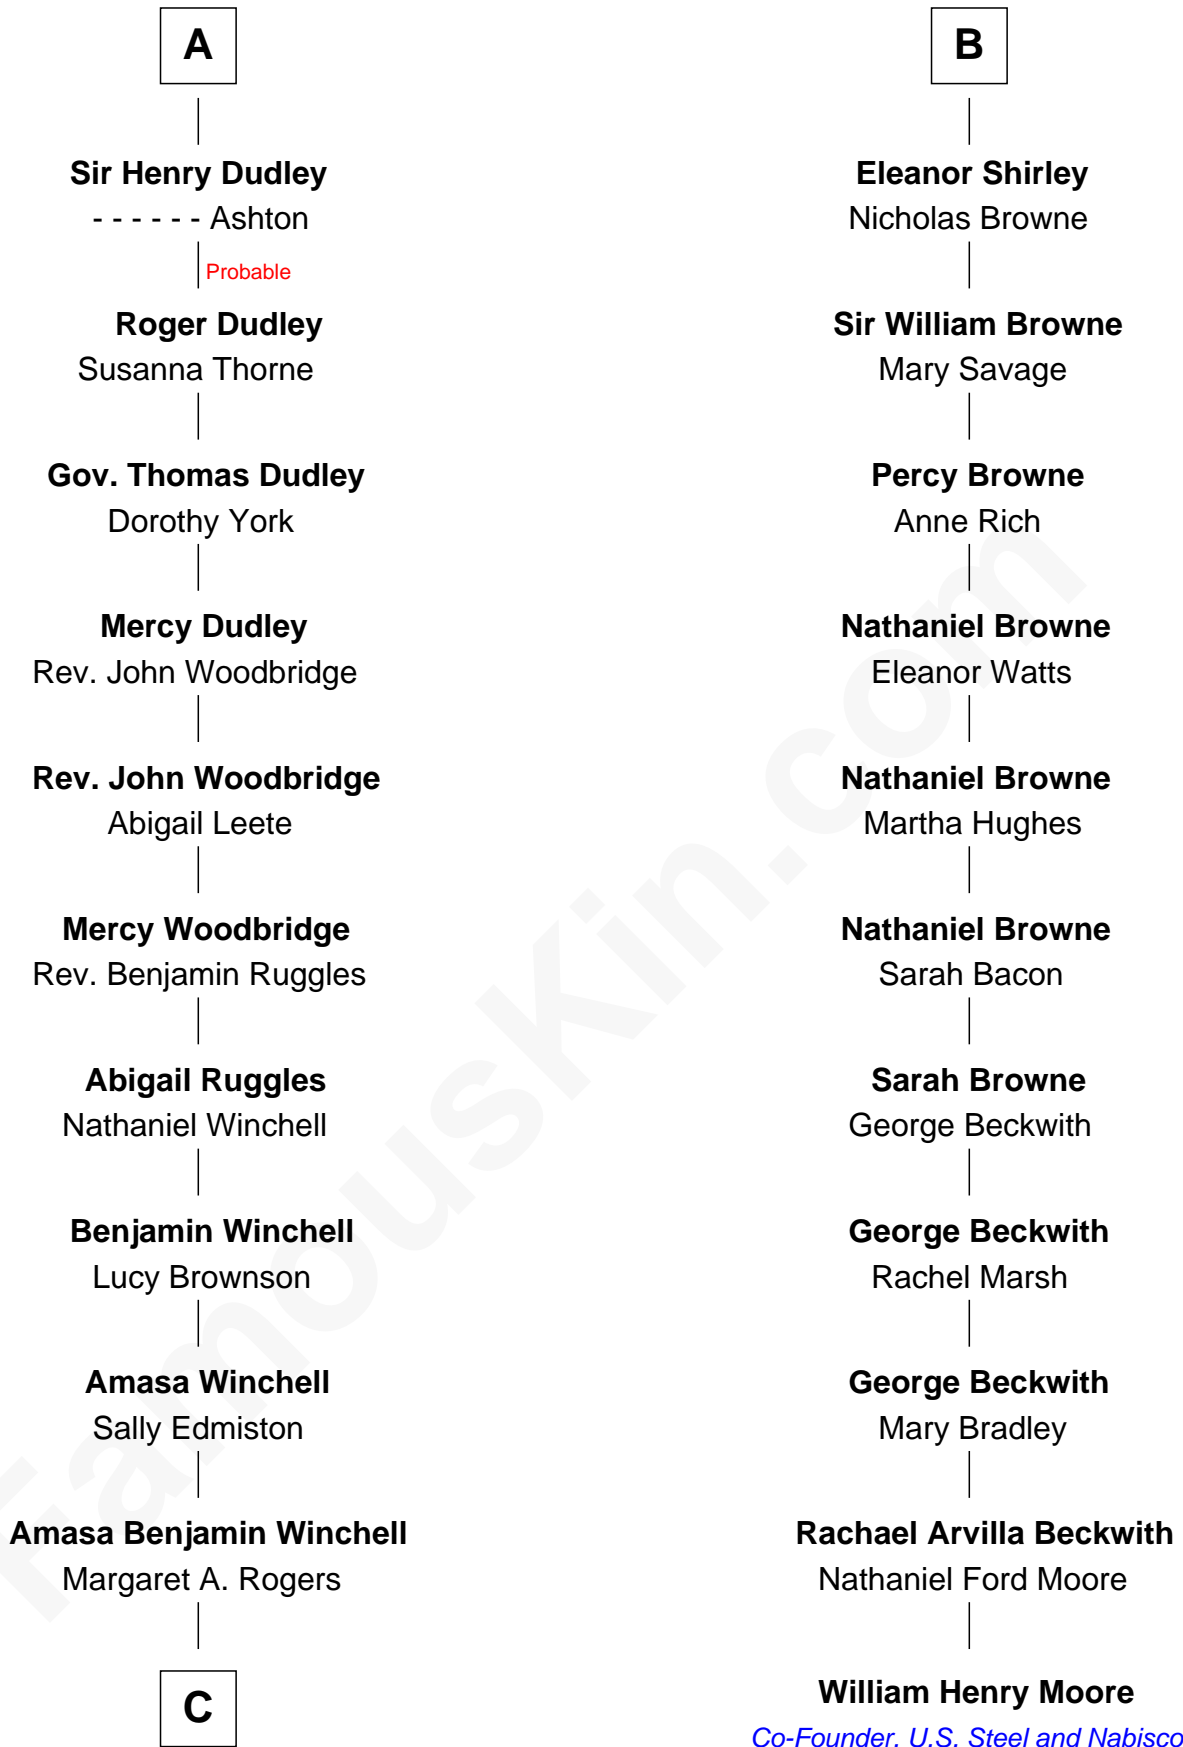 A
Sir Henry Dudley
- - - - - - Ashton
Probable
Roger Dudley
Susanna Thorne
Gov. Thomas Dudley
Dorothy York
Mercy Dudley
Rev. John Woodbridge
Rev. John Woodbridge
Abigail Leete
Mercy Woodbridge
Rev. Benjamin Ruggles
Abigail Ruggles
Nathaniel Winchell
Benjamin Winchell
Lucy Brownson
Amasa Winchell
Sally Edmiston
Amasa Benjamin Winchell
Margaret A. Rogers
C
B
Eleanor Shirley
Nicholas Browne
Sir William Browne
Mary Savage
Percy Browne
Anne Rich
Nathaniel Browne
Eleanor Watts
Nathaniel Browne
Martha Hughes
Nathaniel Browne
Sarah Bacon
Sarah Browne
George Beckwith
George Beckwith
Rachel Marsh
George Beckwith
Mary Bradley
Rachael Arvilla Beckwith
Nathaniel Ford Moore
William Henry Moore
Co-Founder, U.S. Steel and Nabisco
FamousKin.com